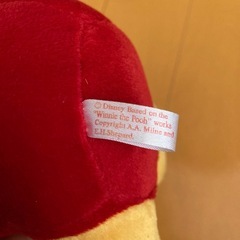 © Disney Based on the
"Winnie the Pooh" works
Copyright A.A. Milne and
E.H.Shepard.